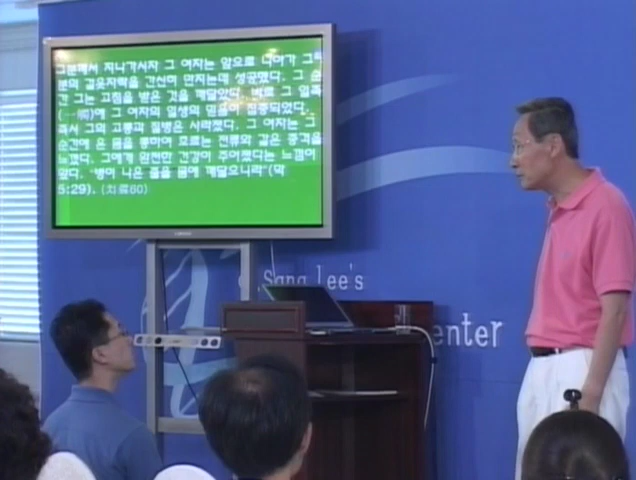 그분께서 지나가시자 그 여자는 앞으로 나아가 그
분의 겉옷자락을 간신히 만지는데 성공했다. 그 순
간 그는 고침을 받은 것을 깨달았다. 바로 그 일촉
(一觸)에 그 여자의 일생의 믿음이 집중되었다.
즉시 그의 고통과 질병은 사라졌다. 그 여자는 그
순간에 온 몸을 통하여 흐르는 전류와 같은 충격을
느꼈다. 그에게 완전한 건강이 주어졌다는 느낌이
왔다. "병이 나은 줄을 몸에 깨달으니라"(막
5:29). (치료60)
Sang Lee's
enter